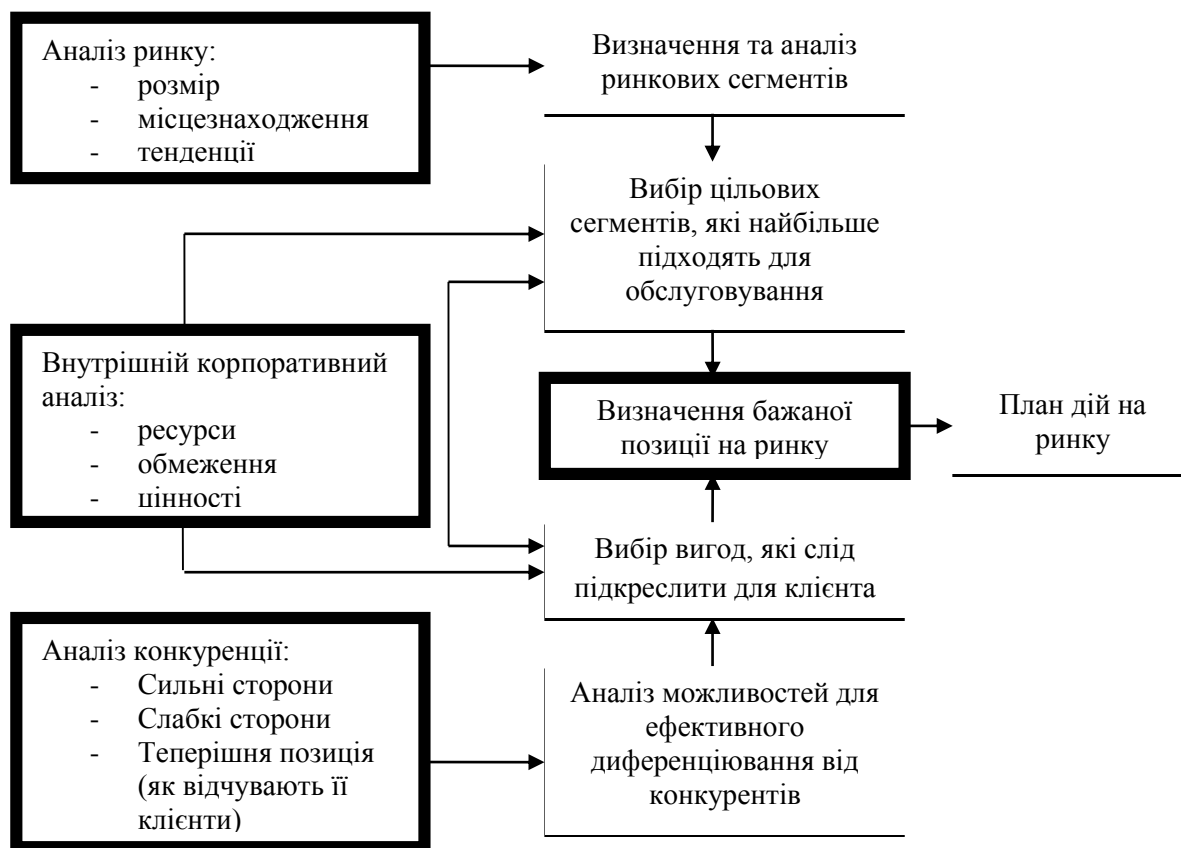 Аналіз ринку:
- розмір
- місцезнаходження
- тенденції
Визначення та аналіз
ринкових сегментів
Вибір цільових
сегментів, які найбільше
підходять для
обслуговування
Внутрішній корпоративний
аналіз:
- ресурси
- обмеження
- цінності
Визначення бажаної
позиції на ринку
План дій на
ринку
Вибір вигод, які слід
підкреслити для клієнта
Аналіз конкуренції:
- Сильні сторони
- Слабкі сторони
- Теперішня позиція
(як відчувають її
клієнти)
Аналіз можливостей для
ефективного
диференціювання від
конкурентів